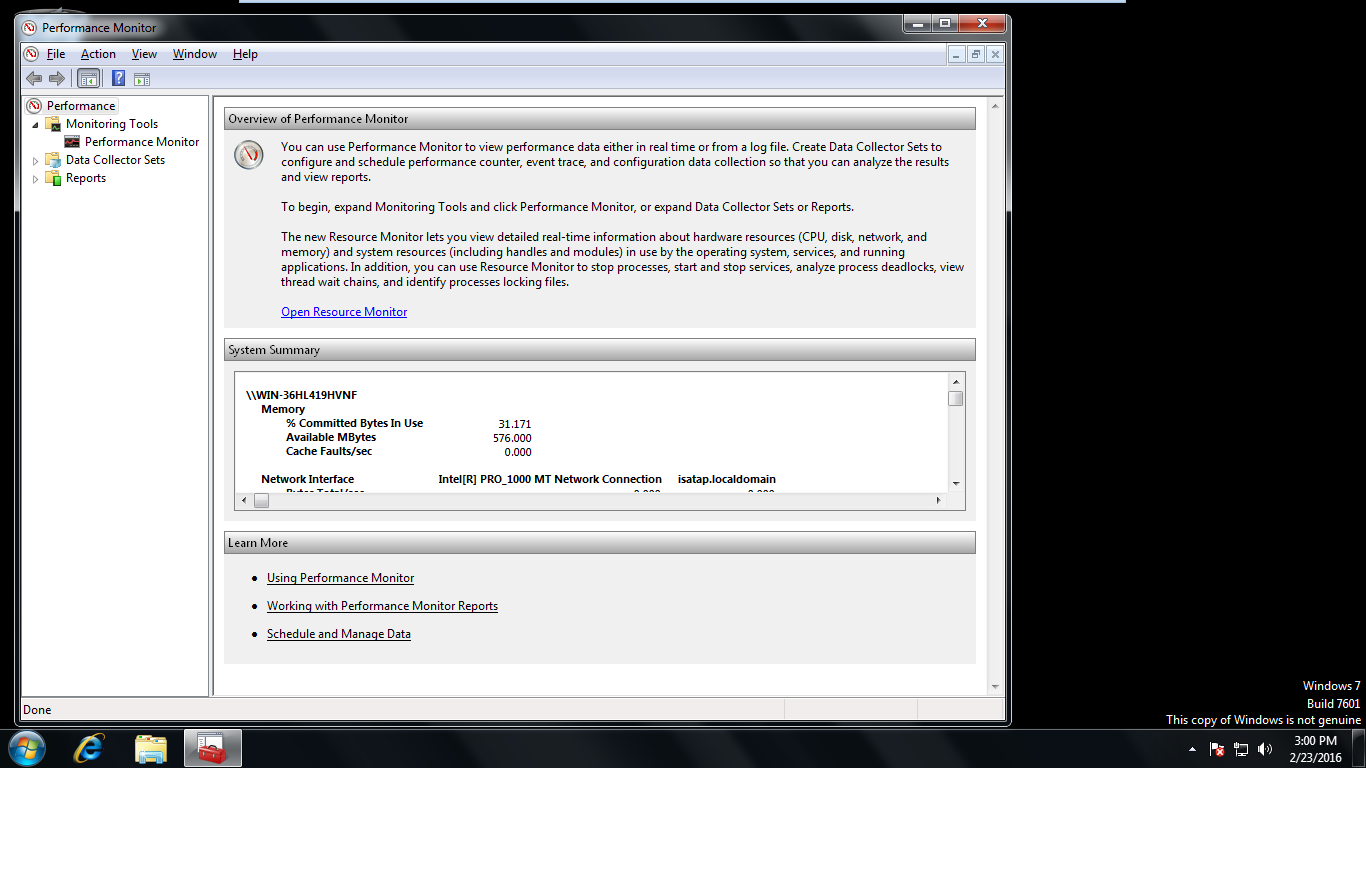 Performance Monitor
File Action View Window Help
Performance
Monitoring Tools
Performance Monitor
Data Collector Sets
Reports
Overview of Performance Monitor
You can use Performance Monitor to view performance data either in real time or from a log file. Create Data Collector Sets to
configure and schedule performance counter, event trace, and configuration data collection so that you can analyze the results
and view reports.
To begin, expand Monitoring Tools and click Performance Monitor, or expand Data Collector Sets or Reports.
The new Resource Monitor lets you view detailed real-time information about hardware resources (CPU, disk, network, and
memory) and system resources (including handles and modules) in use by the operating system, services, and running
applications. In addition, you can use Resource Monitor to stop processes, start and stop services, analyze process deadlocks, view
thread wait chains, and identify processes locking files.
Open Resource Monitor
System Summary
\\WIN-36HL419HVNF
Memory
% Committed Bytes In Use 31.171
Available MBytes 576.000
Cache Faults/sec 0.000
Network Interface Intel[R] PRO_1000 MT Network Connection isatap.localdomain
Bytes Total/sec 0.000 0.000
Learn More
• Using Performance Monitor
• Working with Performance Monitor Reports
• Schedule and Manage Data
Done
Windows 7
Build 7601
This copy of Windows is not genuine
3:00 PM
2/23/2016